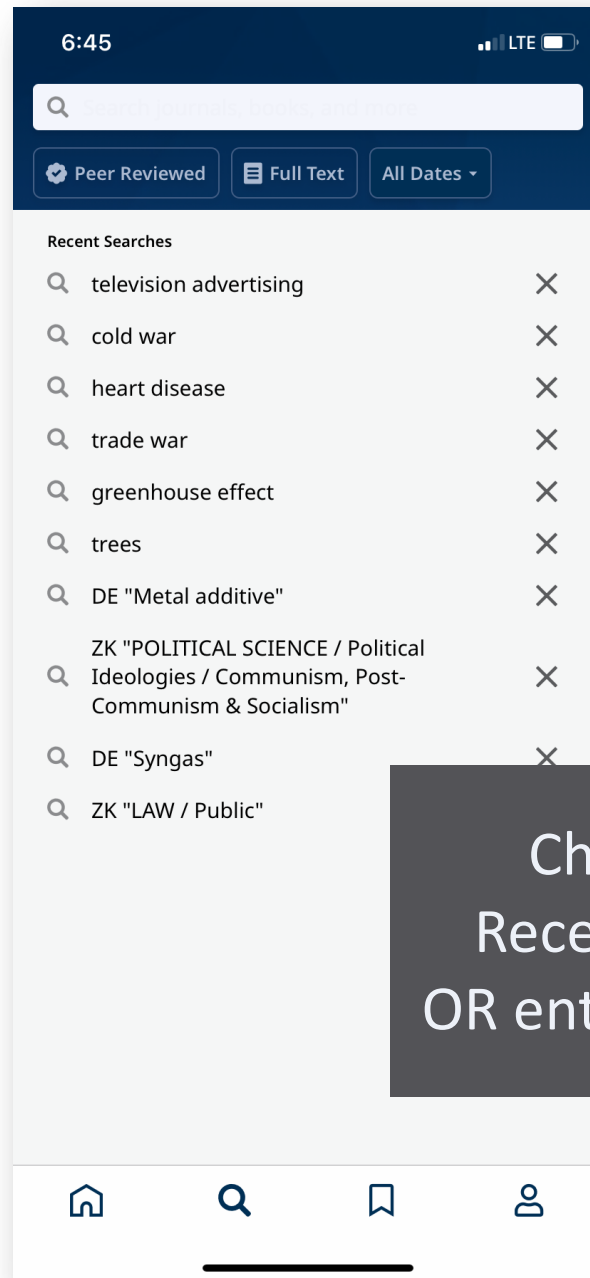 6:45
LTE
Search journals, books, and more
Peer Reviewed
Full Text
All Dates
Recent Searches
television advertising
cold war
heart disease
trade war
greenhouse effect
trees
DE "Metal additive"
ZK "POLITICAL SCIENCE / Political
Ideologies / Communism, Post-
Communism & Socialism"
DE "Syngas"
ZK "LAW / Public"
Ch
Rece
OR ent